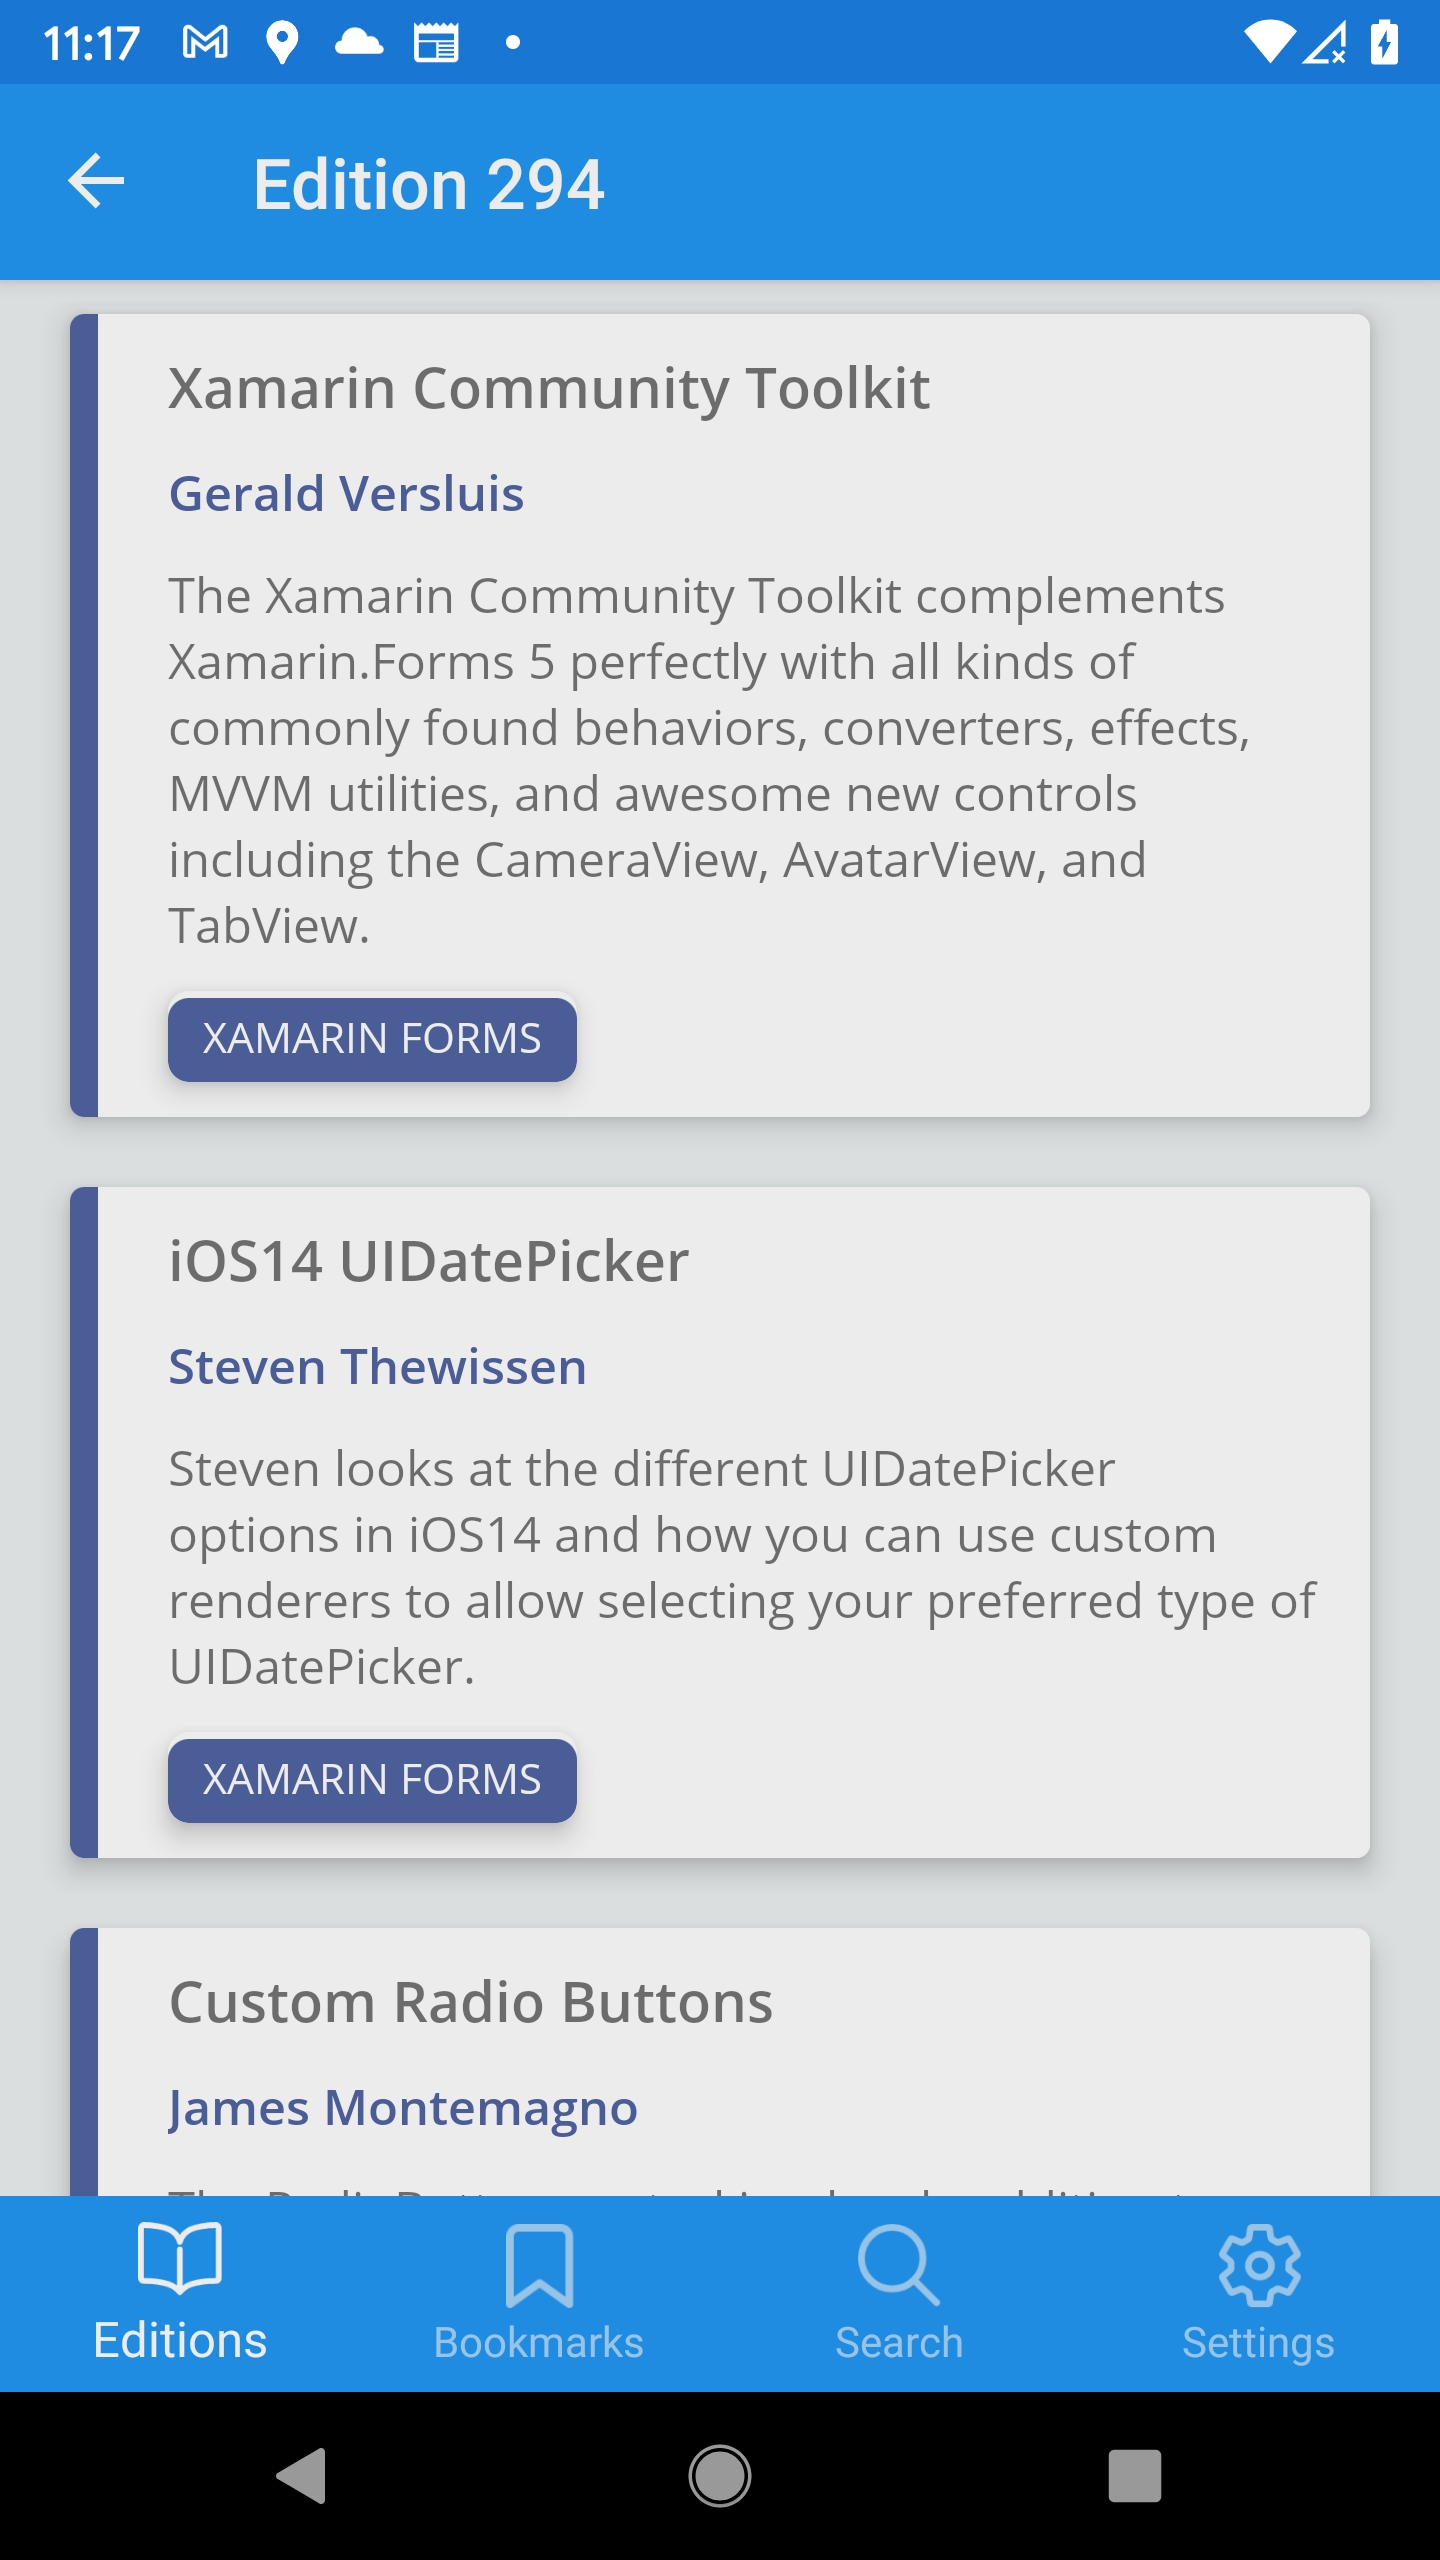 11:17
Edition 294
Xamarin Community Toolkit
Gerald Versluis
The Xamarin Community Toolkit complements
Xamarin.Forms 5 perfectly with all kinds of
commonly found behaviors, converters, effects,
MVVM utilities, and awesome new controls
including the CameraView, AvatarView, and
TabView.
XAMARIN FORMS
iOS14 UIDatePicker
Steven Thewissen
Steven looks at the different UIDatePicker
options in iOS14 and how you can use custom
renderers to allow selecting your preferred type of
UIDatePicker.
XAMARIN FORMS
Custom Radio Buttons
James Montemagno
Editions
Bookmarks
Search
Settings